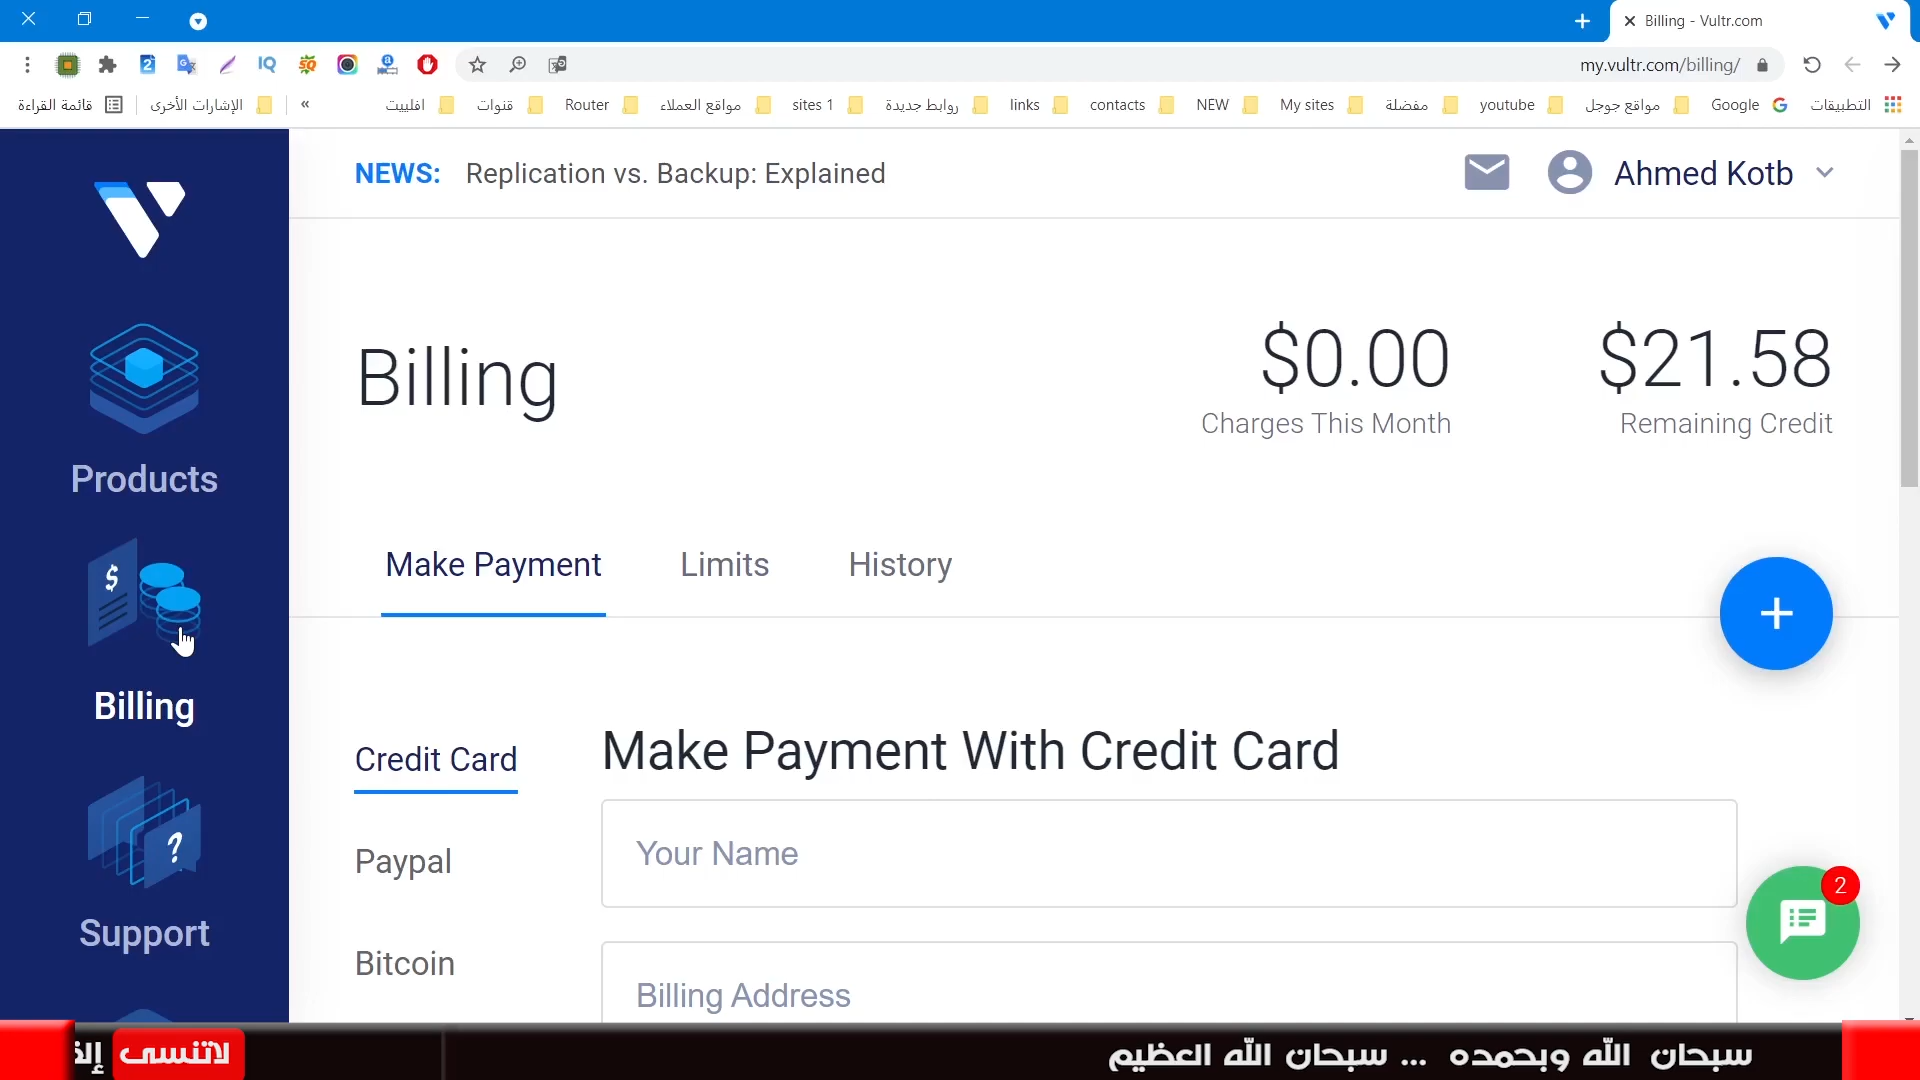 Billing - Vultr.com
my.vultr.com/billing/
التطبيقات
Google
مواقع جوجل
youtube
مفضلة
My sites
NEW
contacts
links
روابط جديدة
sites 1
مواقع العملاء
Router
قنوات
افلييت
«
الإشارات الأخرى
قائمة القراءة
NEWS: Replication vs. Backup: Explained
Ahmed Kotb
Products
Billing
Support
Billing
$0.00
Charges This Month
$21.58
Remaining Credit
Make Payment
Limits
History
+
Credit Card
Paypal
Bitcoin
Make Payment With Credit Card
Your Name
Billing Address
2
سبحان الله وبحمده ... سبحان الله العظيم
لاتنسى